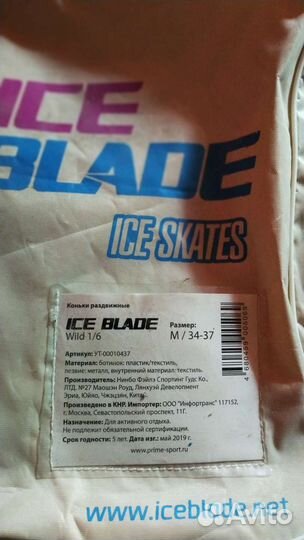 ICE
BLADE
ICE SKATES
Коньки раздвижные
ICE BLADE
Wild 1/6
Размер:
M / 34-37
Артикул: УТ-00010437
Материал: ботинок: пластик/текстиль,
лезвие: металл, внутренний материал: текстиль.
Производитель: Нинбо Фэйлз Спортинг Гудс Ко.,
ЛТД. №27 Маошэн Роуд, Лянхуэй Девелопмент
Эриа, Юйяо, Чжэцзян, Китай.
Произведено в КНР. Импортер: ООО "Инфортранс" 117152,
г. Москва, Севастопольский проспект, 11Г.
Назначение: Для активного отдыха.
Не подлежит обязательной сертификации.
Срок годности: 5 лет. Дата изг: май 2019 г.
www.prime-sport.ru
www.iceblade.net
Avito